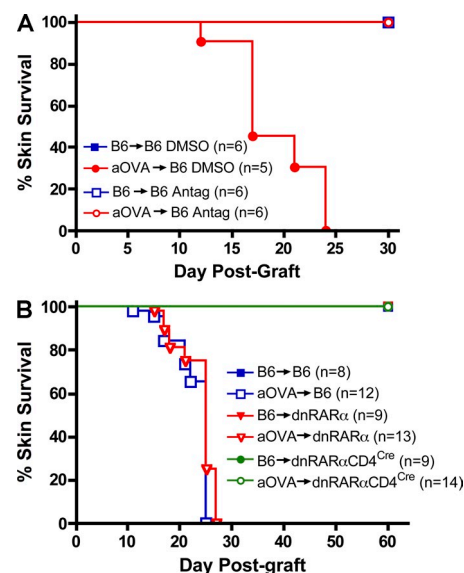 A
% Skin Survival
100
80
60
40
20
0
B6→B6 DMSO (n=6)
aOVA→B6 DMSO (n=5)
B6→B6 Antag (n=6)
aOVA→B6 Antag (n=6)
0 5 10 15 20 25 30
Day Post-Graft
B
% Skin Survival
100
80
60
40
20
0
B6→B6 (n=8)
aOVA→B6 (n=12)
B6→dnRARα (n=9)
aOVA→dnRARα (n=13)
B6→dnRARαCD4Cre (n=9)
aOVA→dnRARαCD4Cre (n=14)
0 10 20 30 40 50 60
Day Post-graft